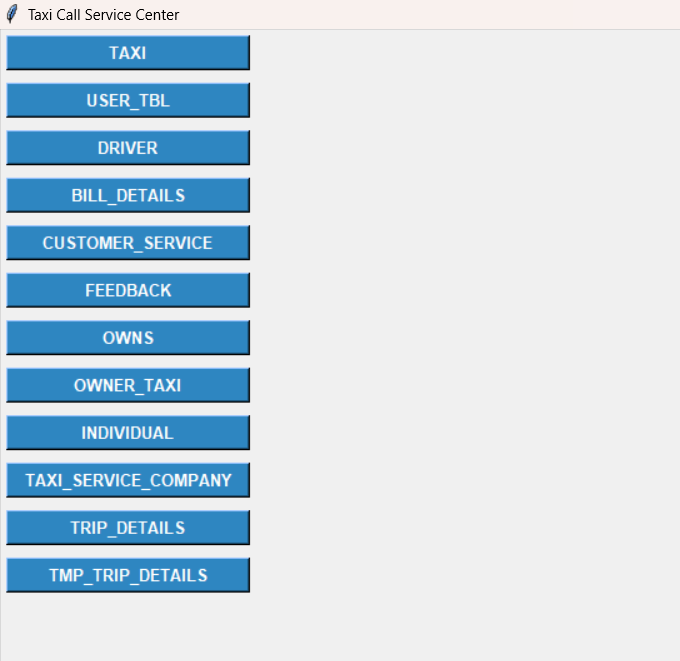 Taxi Call Service Center
TAXI
USER_TBL
DRIVER
BILL_DETAILS
CUSTOMER_SERVICE
FEEDBACK
OWNS
OWNER_TAXI
INDIVIDUAL
TAXI_SERVICE_COMPANY
TRIP_DETAILS
TMP_TRIP_DETAILS